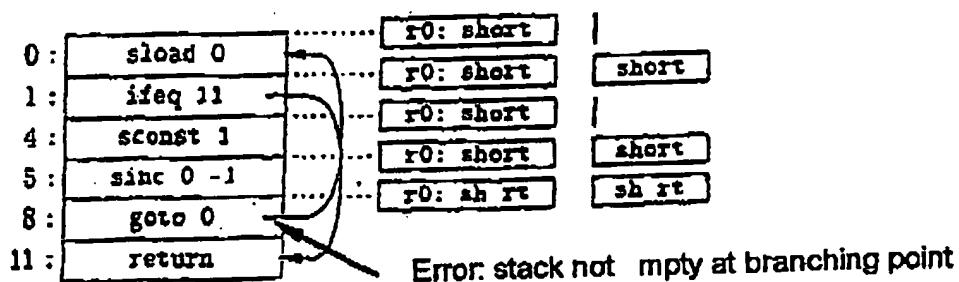 r0: short
0: sload 0
r0: short short
1: ifeq 11
r0: short
4: sconst 1
r0: short short
5: sinc 0 -1
r0: sh rt sh rt
8: goto 0
11: return
Error: stack not mpty at branching point